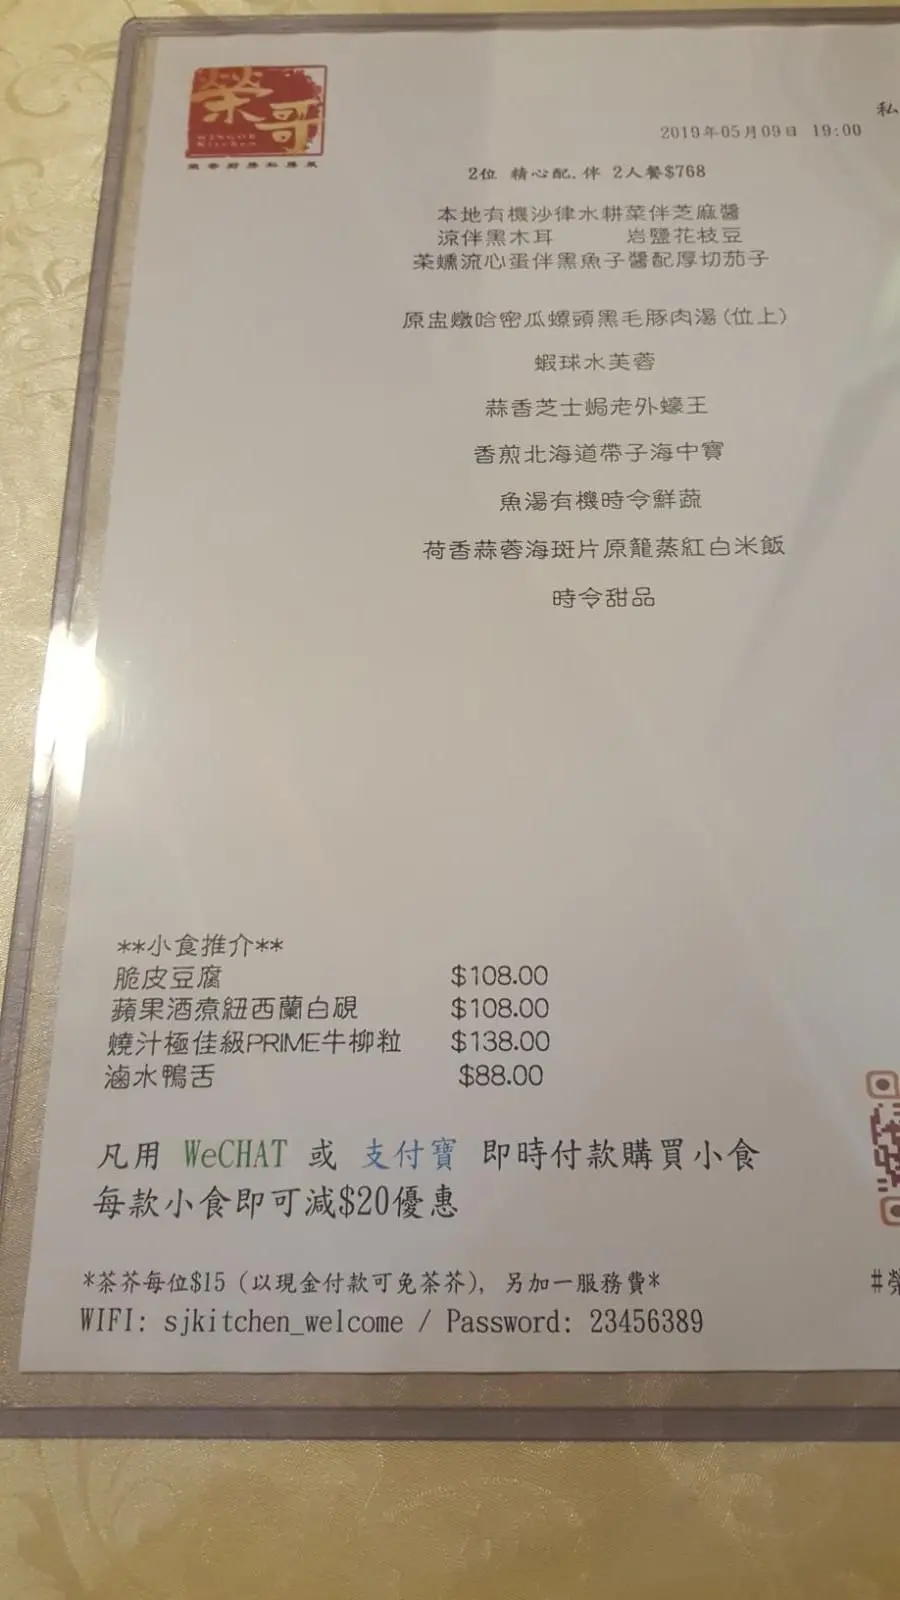 榮哥
WINGOR
Kitchen
私
2019年05月09日 19:00
2位 精心配.伴 2人餐$768
本地有機沙律水耕菜伴芝麻醬
涼伴黑木耳 岩鹽花枝豆
茶燻流心蛋伴黑魚子醬配厚切茄子
原盅燉哈密瓜螺頭黑毛豚肉湯(位上)
蝦球水芙蓉
蒜香芝士焗老外蠔王
香煎北海道帶子海中寶
魚湯有機時令鮮蔬
荷香蒜蓉海斑片原籠蒸紅白米飯
時令甜品
**小食推介**
脆皮豆腐 $108.00
蘋果酒煮紐西蘭白硯 $108.00
燒汁極佳級PRIME牛柳粒 $138.00
滷水鴨舌 $88.00
凡用 WeCHAT 或 支付寶 即時付款購買小食
每款小食即可減$20優惠
*茶芥每位$15 (以現金付款可免茶芥), 另加一服務費*
#榮
WIFI: sjkitchen_welcome / Password: 23456389